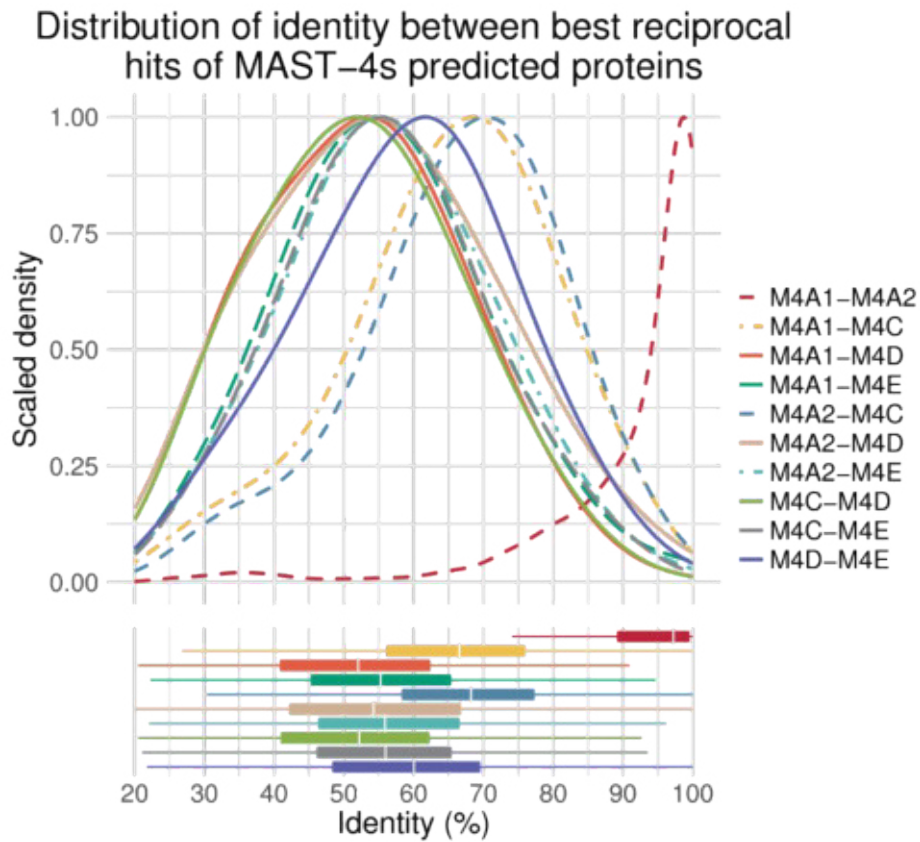 Distribution of identity between best reciprocal
hits of MAST−4s predicted proteins
Scaled density
1.00
0.75
0.50
0.25
0.00
M4A1−M4A2
M4A1−M4C
M4A1−M4D
M4A1−M4E
M4A2−M4C
M4A2−M4D
M4A2−M4E
M4C−M4D
M4C−M4E
M4D−M4E
20 30 40 50 60 70 80 90 100
Identity (%)